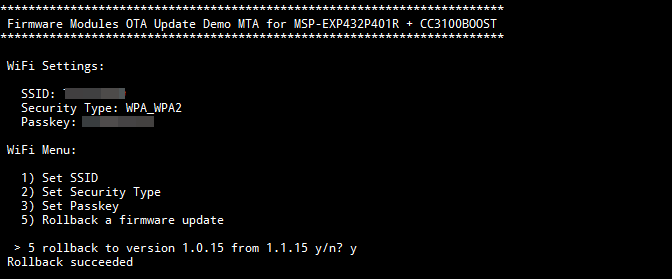 ************************************************************************
Firmware Modules OTA Update Demo MTA for MSP-EXP432P401R + CC3100BOOST
************************************************************************
WiFi Settings:
SSID:
Security Type: WPA_WPA2
Passkey:
WiFi Menu:
1) Set SSID
2) Set Security Type
3) Set Passkey
5) Rollback a firmware update
> 5 rollback to version 1.0.15 from 1.1.15 y/n? y
Rollback succeeded